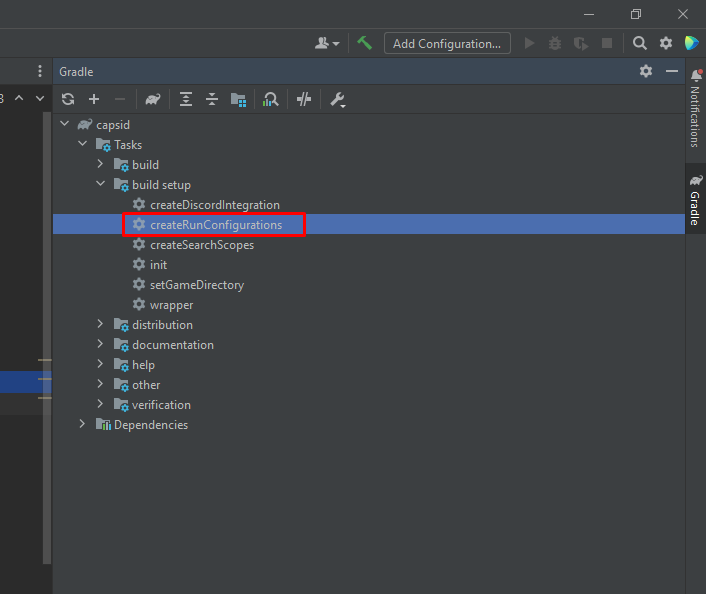 Add Configuration...
Gradle
3
capsid
Tasks
build
build setup
createDiscordIntegration
createRunConfigurations
createSearchScopes
init
setGameDirectory
wrapper
distribution
documentation
help
other
verification
Dependencies
Notifications
Gradle